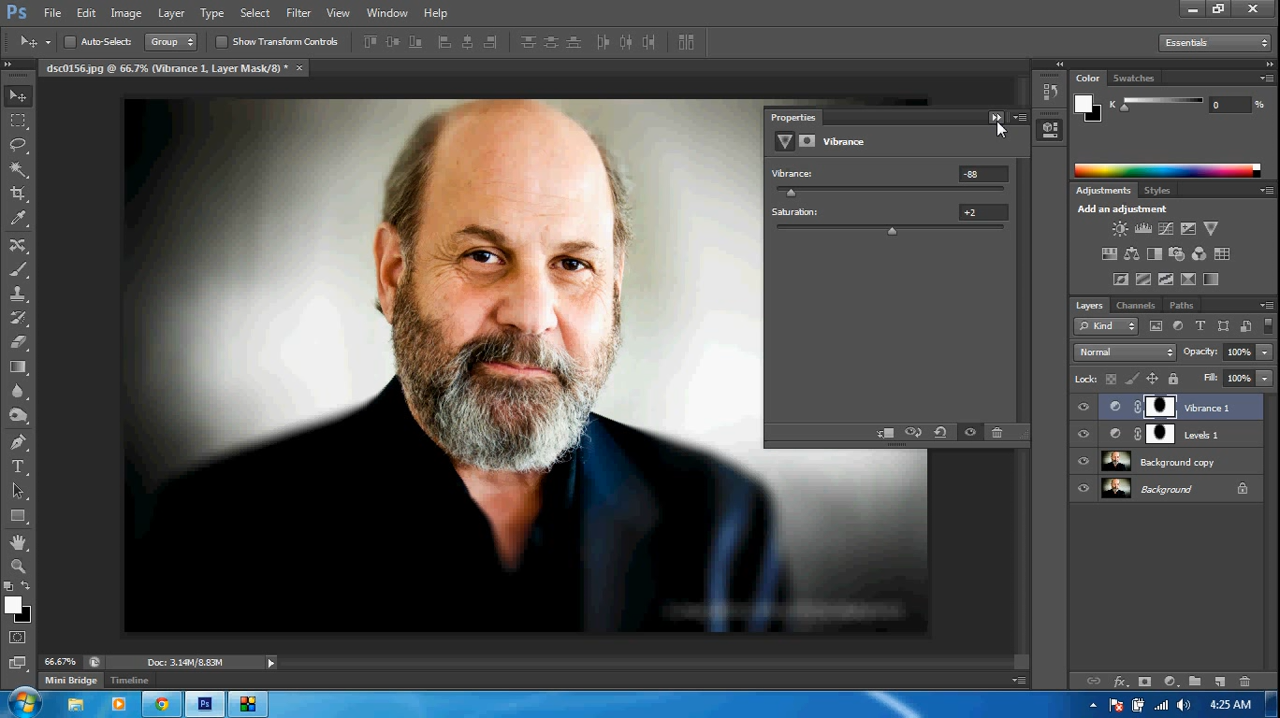 Ps File Edit Image Layer Type Select Filter View Window Help
Auto-Select: Group Show Transform Controls Essentials
dsc0156.jpg @ 66.7% (Vibrance 1, Layer Mask/8) * ×
Color Swatches
K 0 %
Properties
Vibrance
Vibrance: -88
Saturation: +2
Adjustments Styles
Add an adjustment
Layers Channels Paths
Kind
Normal Opacity: 100%
Lock: Fill: 100%
Vibrance 1
Levels 1
Background copy
Background
66.67% Doc: 3.14M/8.83M
Mini Bridge Timeline
4:25 AM